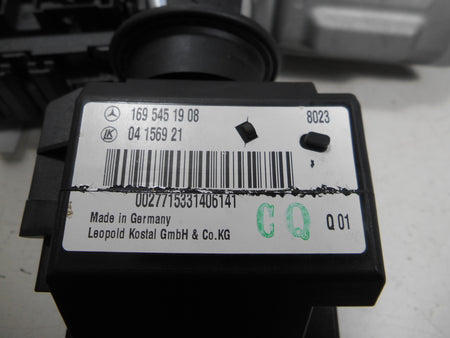 169 545 19 08 8023
LK 04 1569 21
0027715331406141
Made in Germany CQ Q 01
Leopold Kostal GmbH & Co.KG